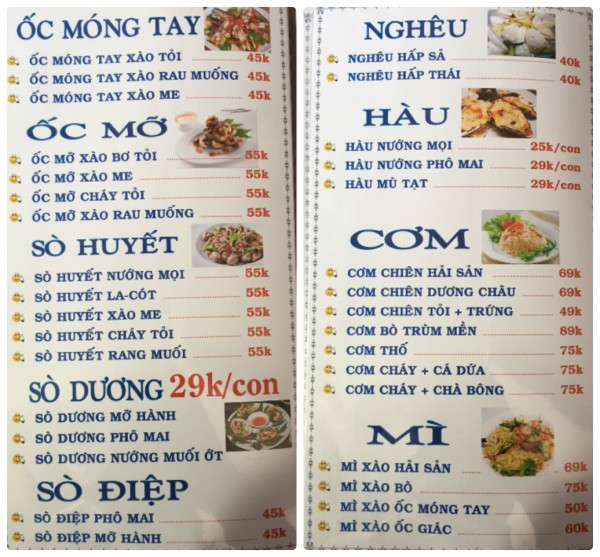 ỐC MÓNG TAY
ỐC MÓNG TAY XÀO TỎI 45k
ỐC MÓNG TAY XÀO RAU MUỐNG 45k
ỐC MÓNG TAY XÀO ME 45k
ỐC MỠ
ỐC MỠ XÀO BƠ TỎI 55k
ỐC MỠ XÀO ME 55k
ỐC MỠ CHÁY TỎI 55k
ỐC MỠ XÀO RAU MUỐNG 55k
SÒ HUYẾT
SÒ HUYẾT NƯỚNG MỌI 55k
SÒ HUYẾT LA-CÓT 55k
SÒ HUYẾT XÀO ME 55k
SÒ HUYẾT CHÁY TỎI 55k
SÒ HUYẾT RANG MUỐI 55k
SÒ DƯƠNG 29k/con
SÒ DƯƠNG MỠ HÀNH
SÒ DƯƠNG PHÔ MAI
SÒ DƯƠNG NƯỚNG MUỐI ỚT
SÒ ĐIỆP
SÒ ĐIỆP PHÔ MAI 45k
SÒ ĐIỆP MỠ HÀNH 45k
NGHÊU
NGHÊU HẤP SẢ 40k
NGHÊU HẤP THÁI 40k
HÀU
HÀU NƯỚNG MỌI 25k/con
HÀU NƯỚNG PHÔ MAI 29k/con
HÀU MÙ TẠT 29k/con
CƠM
CƠM CHIÊN HẢI SẢN 69k
CƠM CHIÊN DƯƠNG CHÂU 69k
CƠM CHIÊN TỎI + TRỨNG 49k
CƠM BÒ TRÙM MỀN 89k
CƠM THỐ 75k
CƠM CHÁY + CÁ DỨA 75k
CƠM CHÁY + CHÀ BÔNG 75k
MÌ
MÌ XÀO HẢI SẢN 69k
MÌ XÀO BÒ 75k
MÌ XÀO ỐC MÓNG TAY 50k
MÌ XÀO ỐC GIÁC 60k